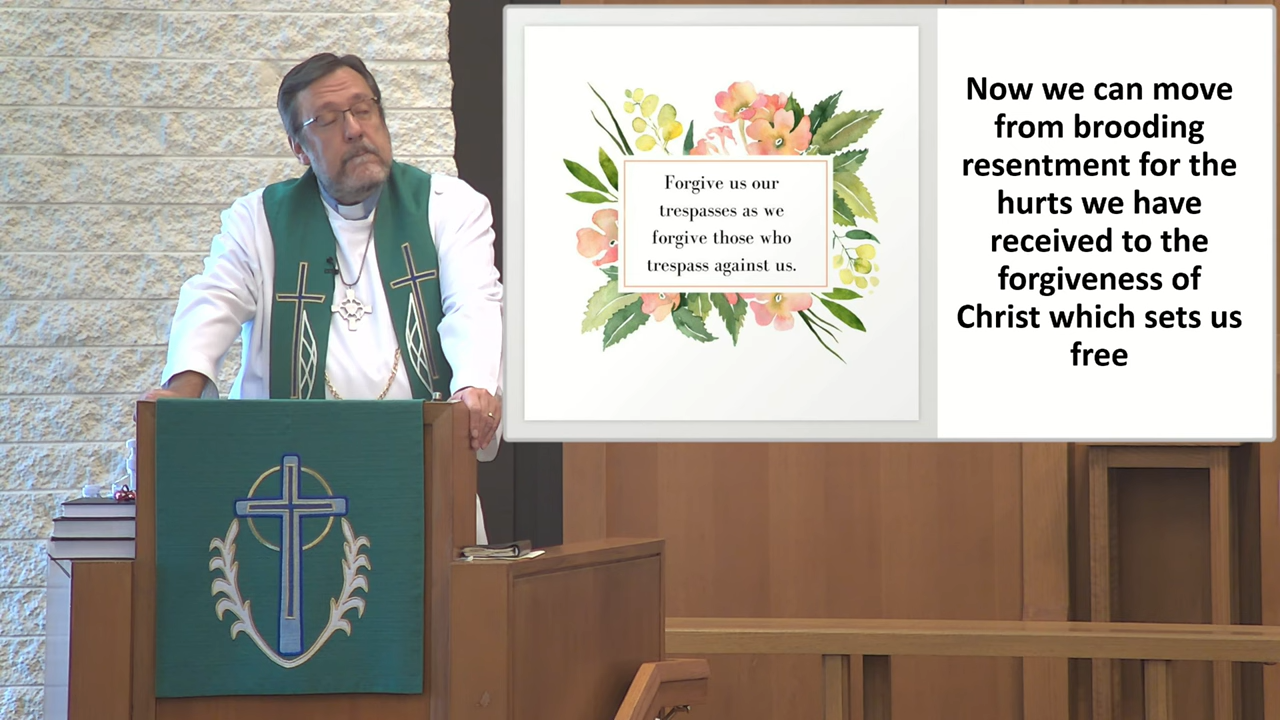 Forgive us our
trespasses as we
forgive those who
trespass against us.
Now we can move
from brooding
resentment for the
hurts we have
received to the
forgiveness of
Christ which sets us
free